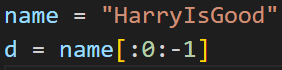 name = "HarryIsGood"
d = name[:0:-1]